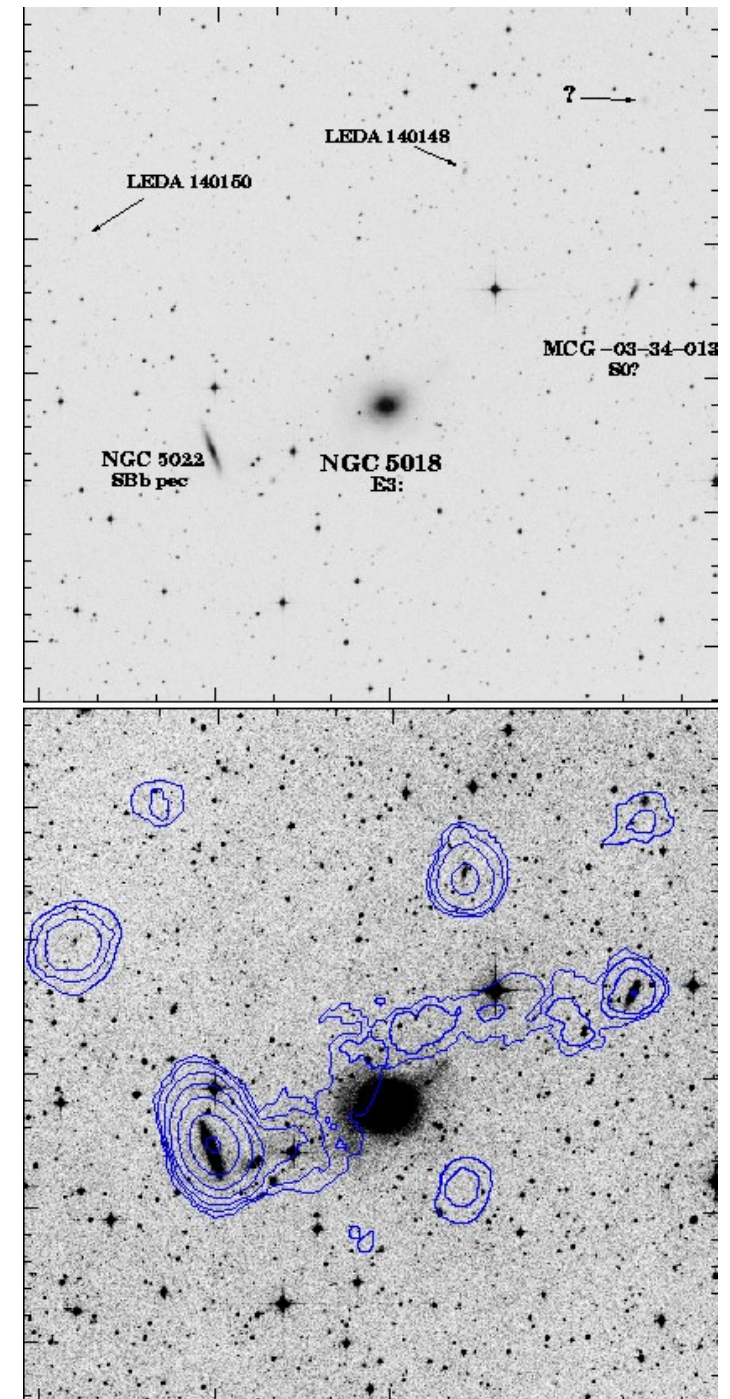 ?
LEDA 140148
LEDA 140150
MCG –03–34–013
S0?
NGC 5022
SBb pec
NGC 5018
E3: